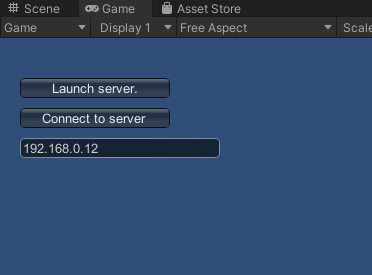 Scene Game Asset Store
Game Display 1 Free Aspect Scale
Launch server.
Connect to server
192.168.0.12